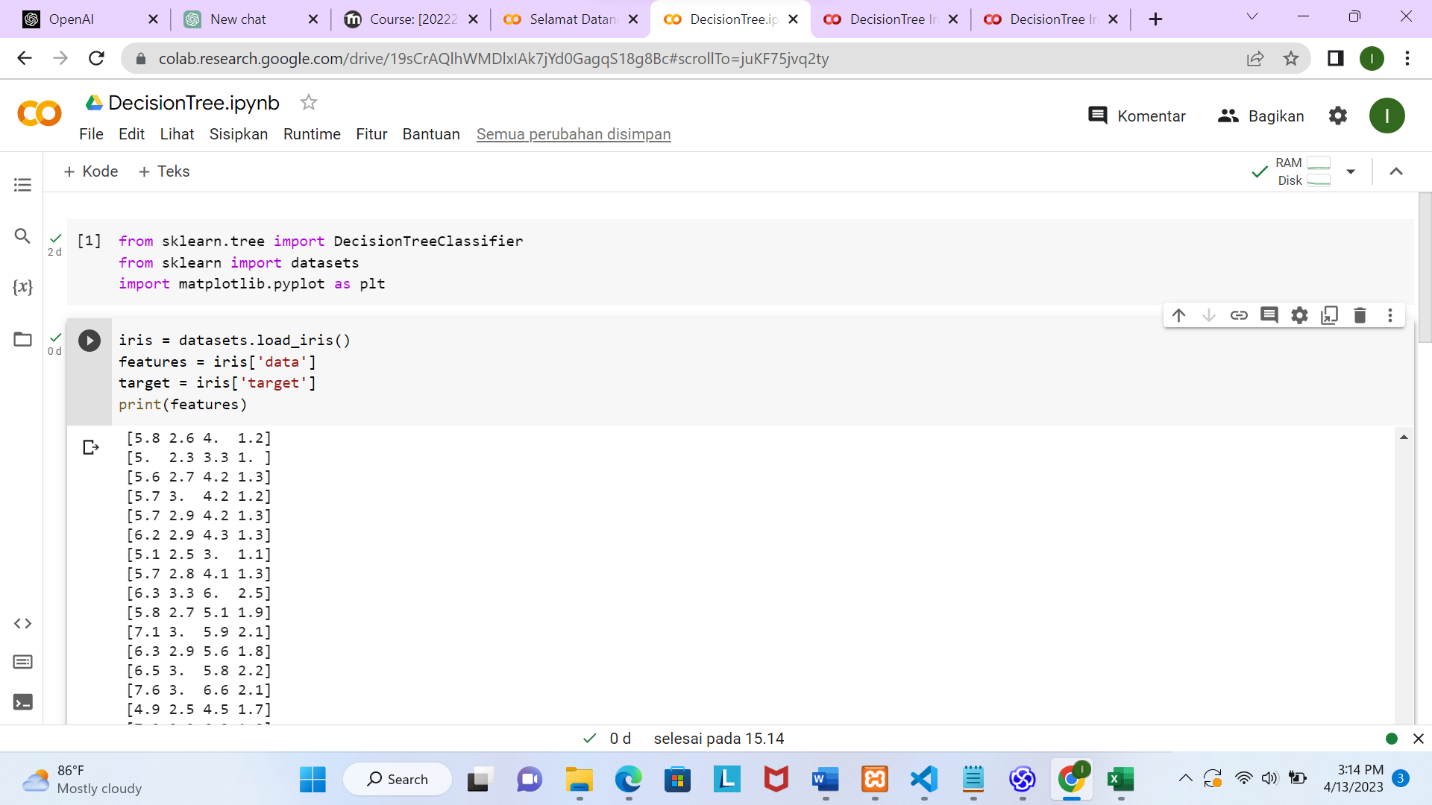 OpenAI
New chat
Course: [20222
Selamat Datan
DecisionTree.ip
DecisionTree Ir
DecisionTree Ir
colab.research.google.com/drive/19sCrAQlhWMDlxlAk7jYd0GagqS18g8Bc#scrollTo=juKF75jvq2ty
I
DecisionTree.ipynb
File Edit Lihat Sisipkan Runtime Fitur Bantuan Semua perubahan disimpan
Komentar Bagikan I
+ Kode + Teks
RAM
Disk
[1] from sklearn.tree import DecisionTreeClassifier
2 d
from sklearn import datasets
import matplotlib.pyplot as plt
{x}
0 d
iris = datasets.load_iris()
features = iris['data']
target = iris['target']
print(features)
[5.8 2.6 4.  1.2]
[5.  2.3 3.3 1. ]
[5.6 2.7 4.2 1.3]
[5.7 3.  4.2 1.2]
[5.7 2.9 4.2 1.3]
[6.2 2.9 4.3 1.3]
[5.1 2.5 3.  1.1]
[5.7 2.8 4.1 1.3]
[6.3 3.3 6.  2.5]
[5.8 2.7 5.1 1.9]
[7.1 3.  5.9 2.1]
[6.3 2.9 5.6 1.8]
[6.5 3.  5.8 2.2]
[7.6 3.  6.6 2.1]
[4.9 2.5 4.5 1.7]
0 d selesai pada 15.14
86°F
Mostly cloudy
Search
3:14 PM
4/13/2023
3